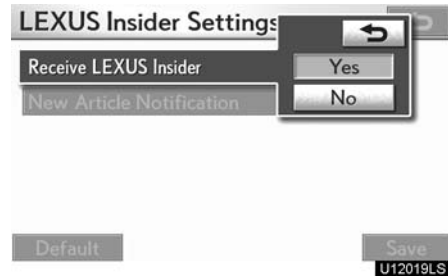 LEXUS Insider Settings
Receive LEXUS Insider
Yes
New Article Notification
No
Default
Save
U12019LS